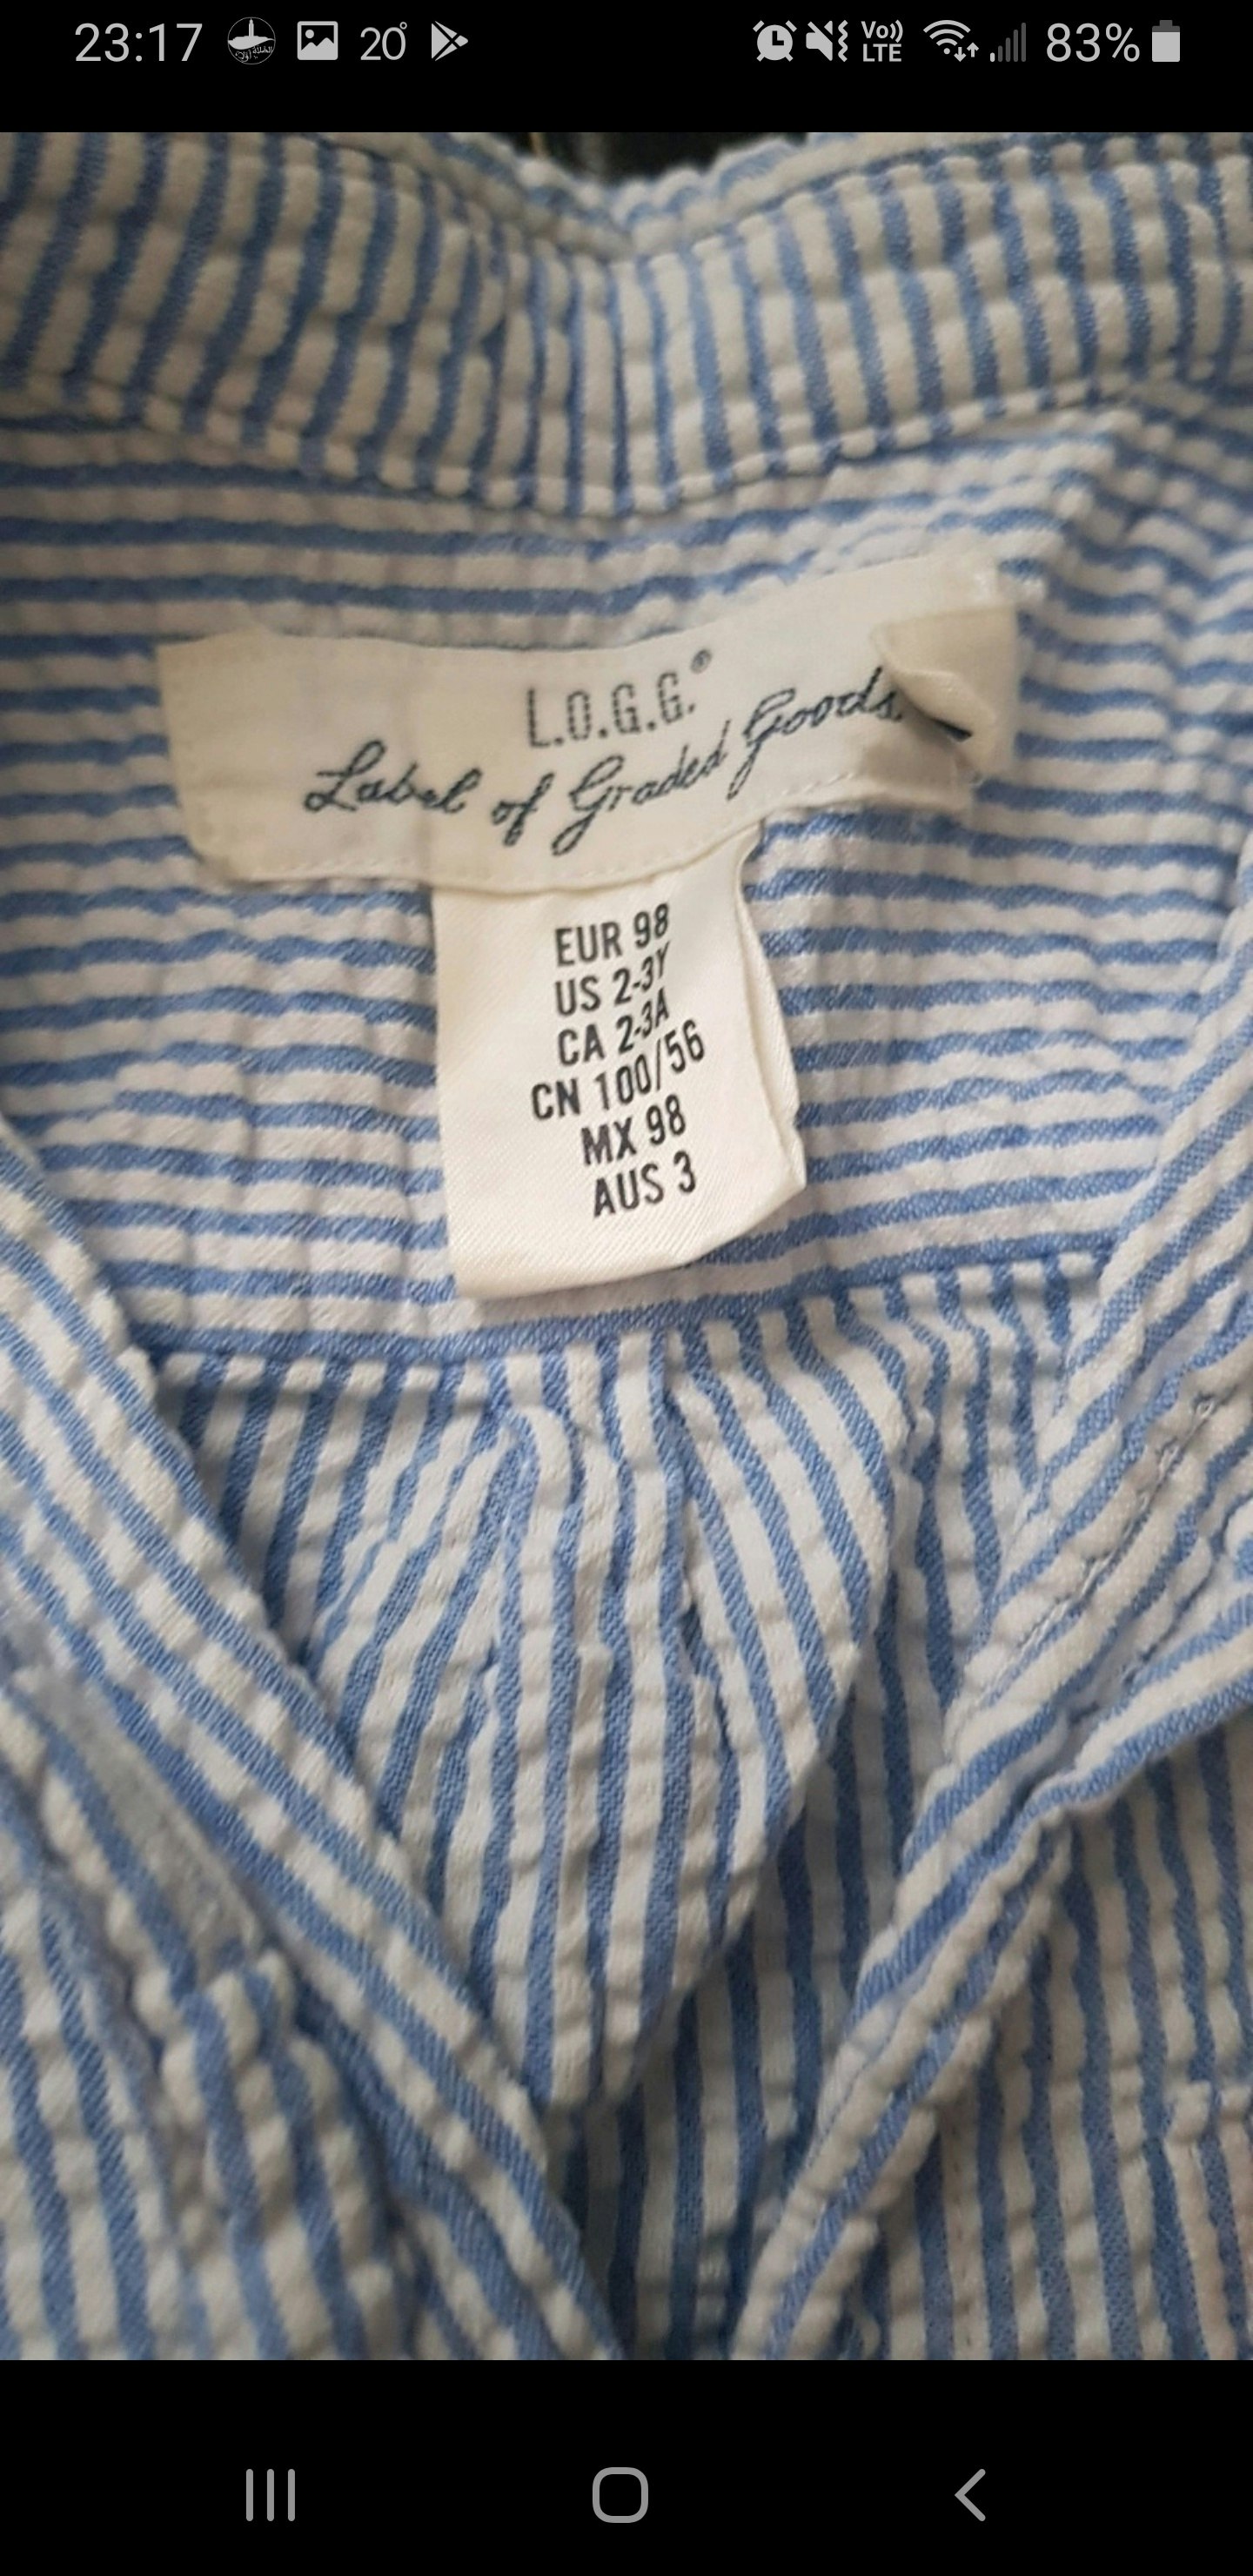 23:17 20° Vo)) LTE 83%
L.O.G.G.®
Label of Graded Goods
EUR 98
US 2-3Y
CA 2-3A
CN 100/56
MX 98
AUS 3